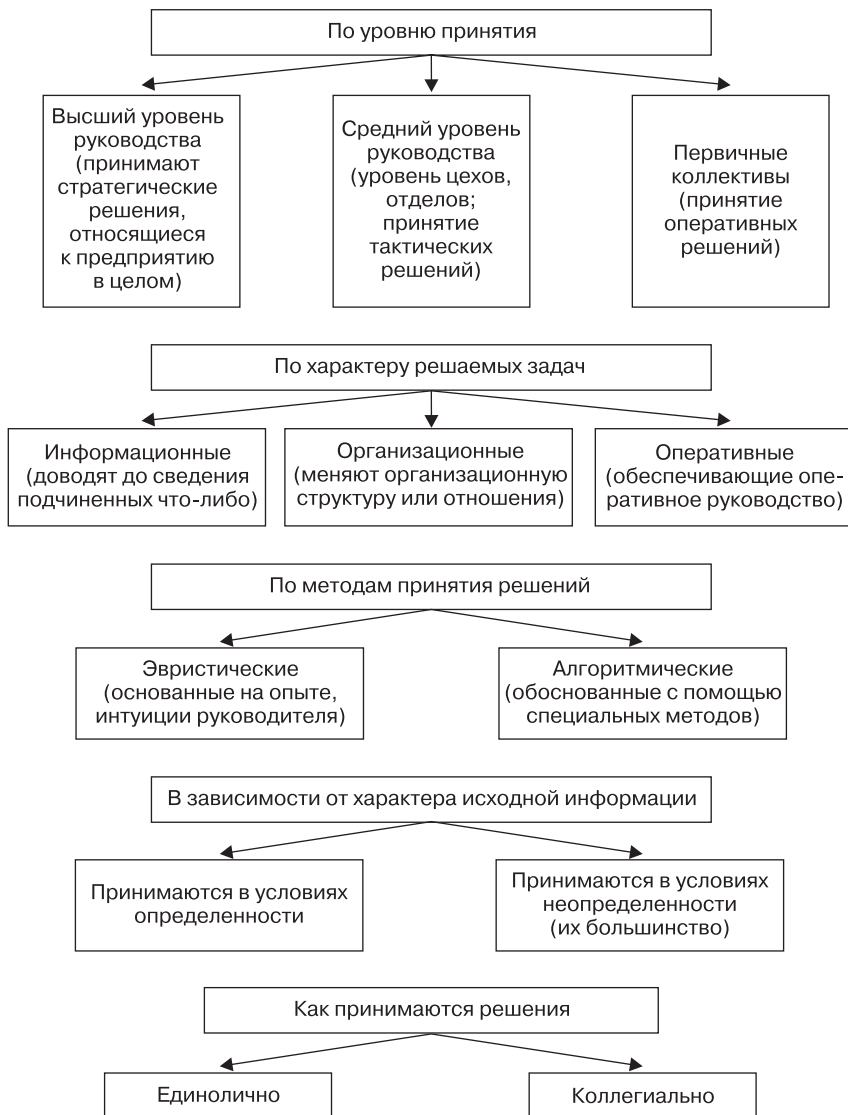 По уровню принятия
Высший уровень
руководства
(принимают
стратегические
решения,
относящиеся
к предприятию
в целом)
Средний уровень
руководства
(уровень цехов,
отделов;
принятие
тактических
решений)
Первичные
коллективы
(принятие
оперативных
решений)
По характеру решаемых задач
Информационные
(доводят до сведения
подчиненных что-либо)
Организационные
(меняют организационную
структуру или отношения)
Оперативные
(обеспечивающие опе-
ративное руководство)
По методам принятия решений
Эвристические
(основанные на опыте,
интуиции руководителя)
Алгоритмические
(обоснованные с помощью
специальных методов)
В зависимости от характера исходной информации
Принимаются в условиях
определенности
Принимаются в условиях
неопределенности
(их большинство)
Как принимаются решения
Единолично
Коллегиально